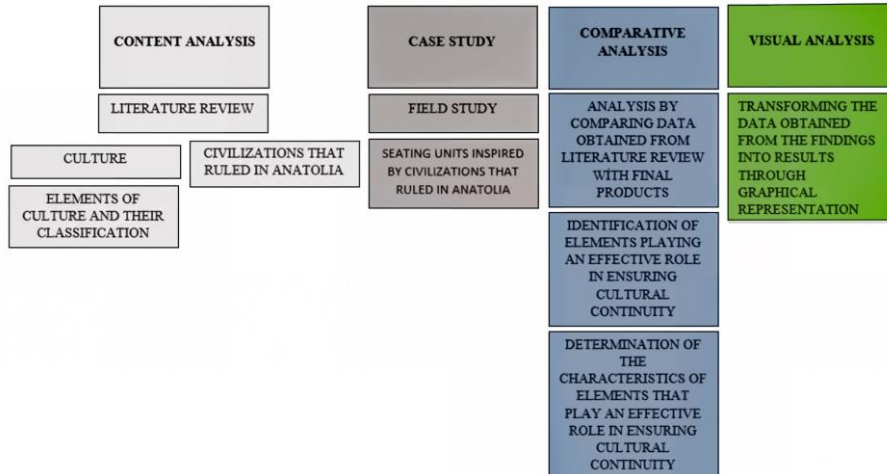 CONTENT ANALYSIS
LITERATURE REVIEW
CULTURE
ELEMENTS OF
CULTURE AND THEIR
CLASSIFICATION
CIVILIZATIONS THAT
RULED IN ANATOLIA
CASE STUDY
FIELD STUDY
SEATING UNITS INSPIRED
BY CIVILIZATIONS THAT
RULED IN ANATOLIA
COMPARATIVE
ANALYSIS
ANALYSIS BY
COMPARING DATA
OBTAINED FROM
LITERATURE REVIEW
WİTH FINAL
PRODUCTS
IDENTIFICATION OF
ELEMENTS PLAYING
AN EFFECTIVE ROLE
IN ENSURING
CULTURAL
CONTINUITY
DETERMINATION OF
THE
CHARACTERISTICS OF
ELEMENTS THAT
PLAY AN EFFECTIVE
ROLE IN ENSURING
CULTURAL
CONTINUITY
VISUAL ANALYSIS
TRANSFORMING THE
DATA OBTAINED
FROM THE FINDINGS
INTO RESULTS
THROUGH
GRAPHICAL
REPRESENTATION